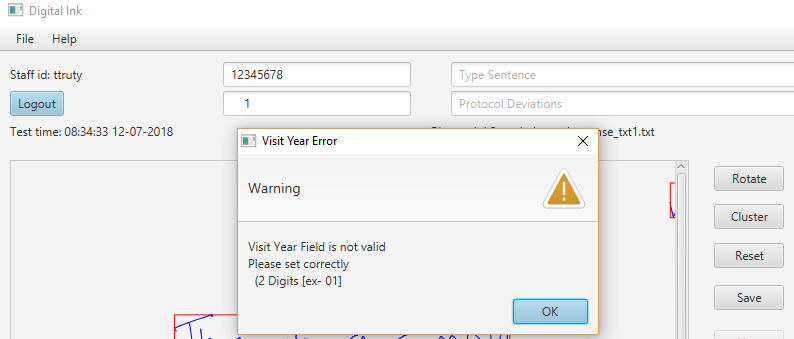 Digital Ink
File Help
Staff id: ttruty 12345678 Type Sentence
Logout 1 Protocol Deviations
Test time: 08:34:33 12-07-2018 nse_txt1.txt
Visit Year Error
Warning
Visit Year Field is not valid
Please set correctly
(2 Digits [ex- 01]
OK
Rotate
Cluster
Reset
Save